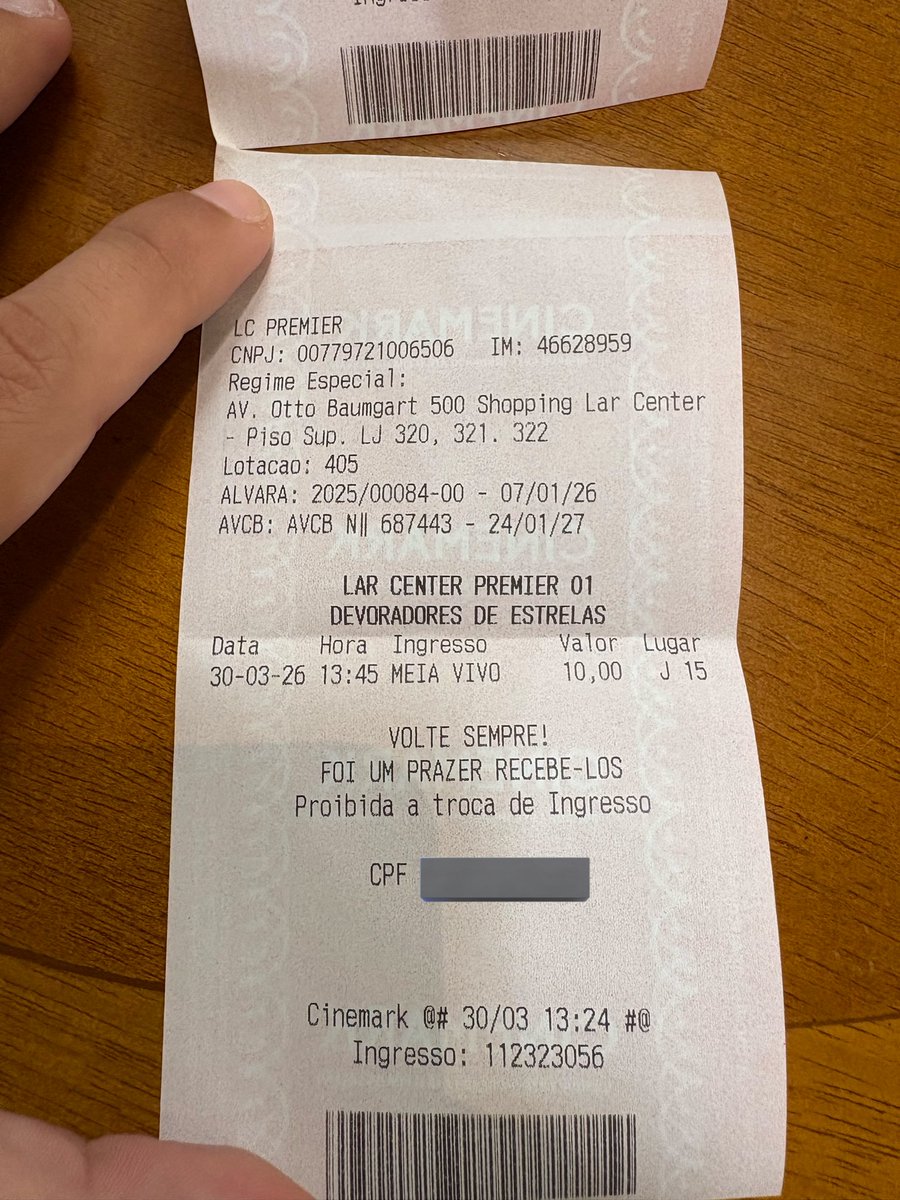 LC PREMIER
CNPJ: 00779721006506 IM: 46628959
Regime Especial:
AV. Otto Baumgart 500 Shopping Lar Center
- Piso Sup. LJ 320, 321. 322
Lotacao: 405
ALVARA: 2025/00084-00 - 07/01/26
AVCB: AVCB N‖ 687443 - 24/01/27
LAR CENTER PREMIER 01
DEVORADORES DE ESTRELAS
Data Hora Ingresso Valor Lugar
30-03-26 13:45 MEIA VIVO 10,00 J 15
VOLTE SEMPRE!
FOI UM PRAZER RECEBE-LOS
Proibida a troca de Ingresso
CPF
Cinemark @# 30/03 13:24 #@
Ingresso: 112323056